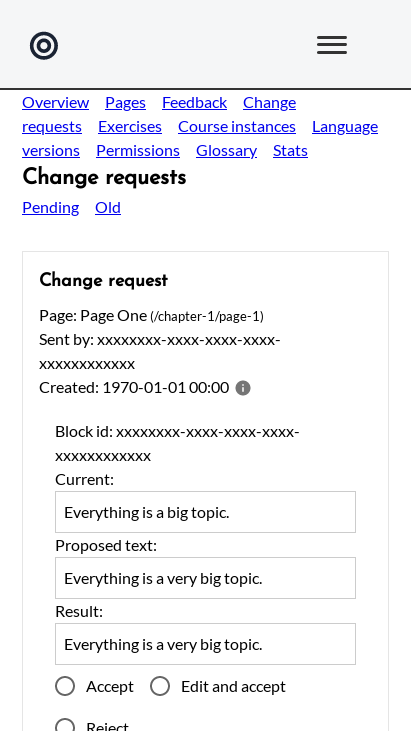 Overview Pages Feedback Change
requests Exercises Course instances Language
versions Permissions Glossary Stats
Change requests
Pending Old
Change request
Page: Page One (/chapter-1/page-1)
Sent by: xxxxxxxx-xxxx-xxxx-xxxx-
xxxxxxxxxxxx
Created: 1970-01-01 00:00
Block id: xxxxxxxx-xxxx-xxxx-xxxx-
xxxxxxxxxxxx
Current:
Everything is a big topic.
Proposed text:
Everything is a very big topic.
Result:
Everything is a very big topic.
Accept Edit and accept
Reject